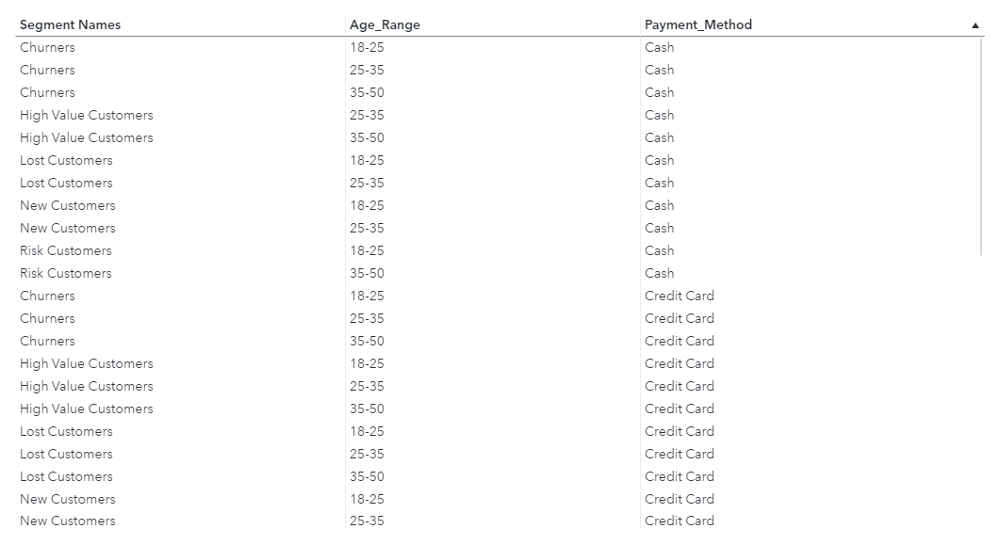 Segment Names Age_Range Payment_Method ▲
Churners 18-25 Cash
Churners 25-35 Cash
Churners 35-50 Cash
High Value Customers 25-35 Cash
High Value Customers 35-50 Cash
Lost Customers 18-25 Cash
Lost Customers 25-35 Cash
New Customers 18-25 Cash
New Customers 25-35 Cash
Risk Customers 18-25 Cash
Risk Customers 35-50 Cash
Churners 18-25 Credit Card
Churners 25-35 Credit Card
Churners 35-50 Credit Card
High Value Customers 18-25 Credit Card
High Value Customers 25-35 Credit Card
High Value Customers 35-50 Credit Card
Lost Customers 18-25 Credit Card
Lost Customers 25-35 Credit Card
Lost Customers 35-50 Credit Card
New Customers 18-25 Credit Card
New Customers 25-35 Credit Card